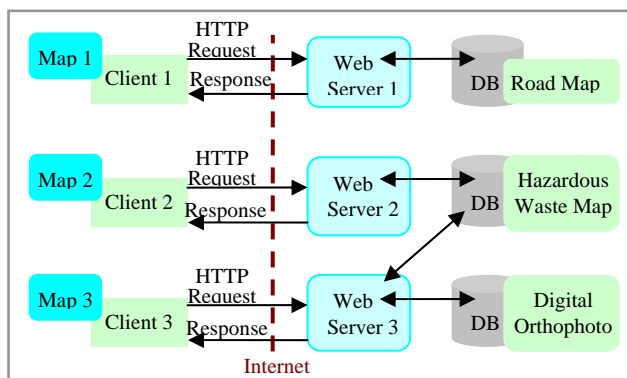 HTTP
Request
Map 1
Client 1
Response
Web
Server 1
DB
Road Map
HTTP
Request
Map 2
Client 2
Response
Web
Server 2
DB
Hazardous
Waste Map
HTTP
Request
Map 3
Client 3
Response
Web
Server 3
DB
Digital
Orthophoto
Internet